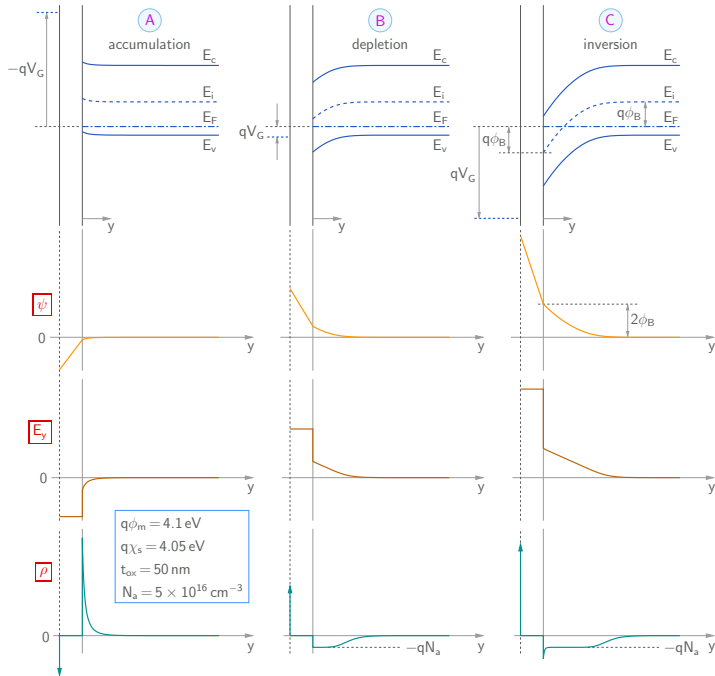 A
B
C
accumulation
depletion
inversion
E_c
E_c
E_c
−qV_G
E_i
E_i
E_i
qϕ_B
E_F
E_F
E_F
qV_G
qϕ_B
E_v
E_v
E_v
qV_G
y
y
y
ψ
2ϕ_B
0
y
y
y
E_y
0
y
y
y
qϕ_m = 4.1 eV
qχ_s = 4.05 eV
t_ox = 50 nm
N_a = 5 × 10^16 cm^−3
ρ
0
y
y
y
−qN_a
−qN_a